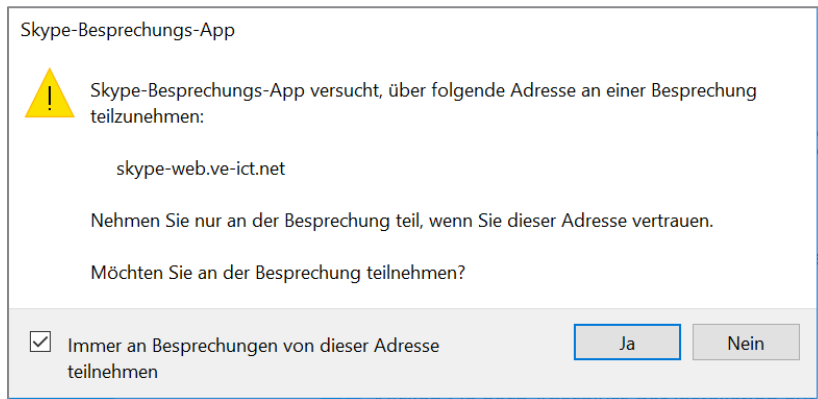 Skype-Besprechungs-App
Skype-Besprechungs-App versucht, über folgende Adresse an einer Besprechung
teilzunehmen:
skype-web.ve-ict.net
Nehmen Sie nur an der Besprechung teil, wenn Sie dieser Adresse vertrauen.
Möchten Sie an der Besprechung teilnehmen?
Immer an Besprechungen von dieser Adresse
teilnehmen
Ja
Nein